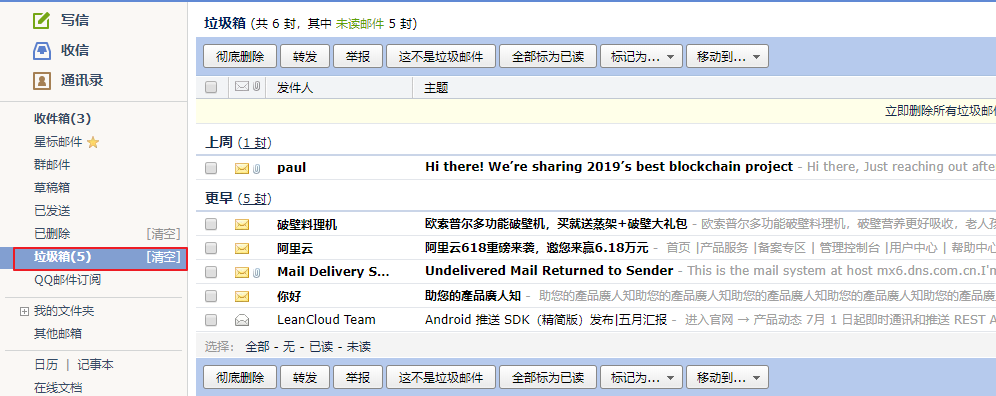 写信
收信
通讯录
收件箱(3)
星标邮件
群邮件
草稿箱
已发送
已删除 [清空]
垃圾箱(5) [清空]
QQ邮件订阅
我的文件夹
其他邮箱
日历 | 记事本
在线文档
垃圾箱 (共 6 封，其中 未读邮件 5 封)
彻底删除 转发 举报 这不是垃圾邮件 全部标为已读 标记为... 移动到...
发件人 主题
立即删除所有垃圾邮
上周 (1 封)
paul Hi there! We're sharing 2019's best blockchain project - Hi there, Just reaching out afte
更早 (5 封)
破壁料理机 欧索普尔多功能破壁机，买就送蒸架+破壁大礼包 - 欧索普尔多功能破壁料理机，破壁营养更好吸收，老人孩
阿里云 阿里云618重磅来袭，邀您来赢6.18万元 - 首页 |产品服务 |备案专区 | 管理控制台 |用户中心 | 帮助中心
Mail Delivery S... Undelivered Mail Returned to Sender - This is the mail system at host mx6.dns.com.cn.I'm
你好 助您的產品廣人知 - 助您的產品廣人知助您的產品廣人知助您的產品廣人知助您的產品廣人知助您的產品廣
LeanCloud Team Android 推送 SDK（精简版）发布|五月汇报 - 进入官网 → 产品动态 7 月 1 日起即时通讯和推送 REST A
选择： 全部 - 无 - 已读 - 未读
彻底删除 转发 举报 这不是垃圾邮件 全部标为已读 标记为... 移动到...